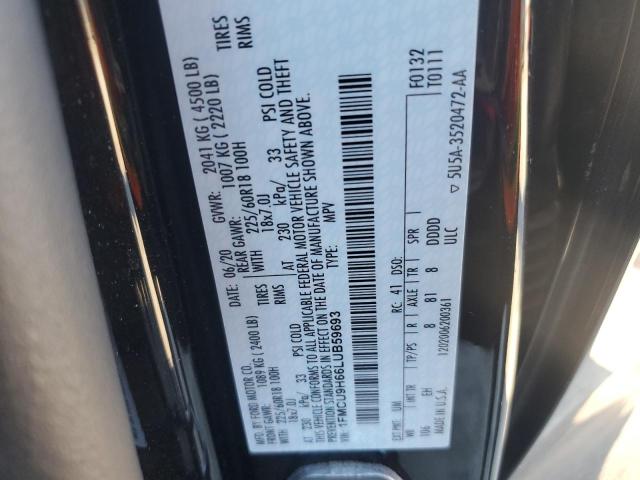 MFD. BY FORD MOTOR CO.
DATE: 06/20 GVWR: 2041 KG ( 4500 LB)
FRONT GAWR: 1089 KG ( 2400 LB) REAR GAWR: 1007 KG ( 2220 LB)
225/60R18 100H TIRES WITH 225/60R18 100H TIRES
18x7.0J RIMS 18x7.0J RIMS
AT 230 kPa/ 33 PSI COLD AT 230 kPa/ 33 PSI COLD
THIS VEHICLE CONFORMS TO ALL APPLICABLE FEDERAL MOTOR VEHICLE SAFETY AND THEFT
PREVENTION STANDARDS IN EFFECT ON THE DATE OF MANUFACTURE SHOWN ABOVE.
VIN: 1FMCU9H66LUB59693 TYPE: MPV
F0132
T0111
EXT PNT: UM RC: 41 DSO:
WB INT TR TP/PS R AXLE TR SPR
106 EH 8 81 8 DDDD
MADE IN U.S.A. 120200620​0361 ULC
▽ 5U5A-3520472-AA